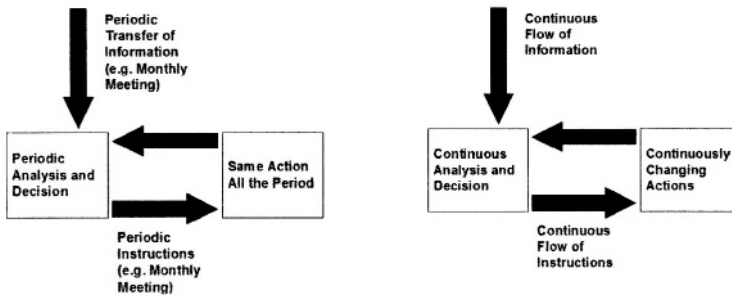 Periodic
Transfer of
Information
(e.g. Monthly
Meeting)
Periodic
Analysis and
Decision
Same Action
All the Period
Periodic
Instructions
(e.g. Monthly
Meeting)
Continuous
Flow of
Information
Continuous
Analysis and
Decision
Continuously
Changing
Actions
Continuous
Flow of
Instructions